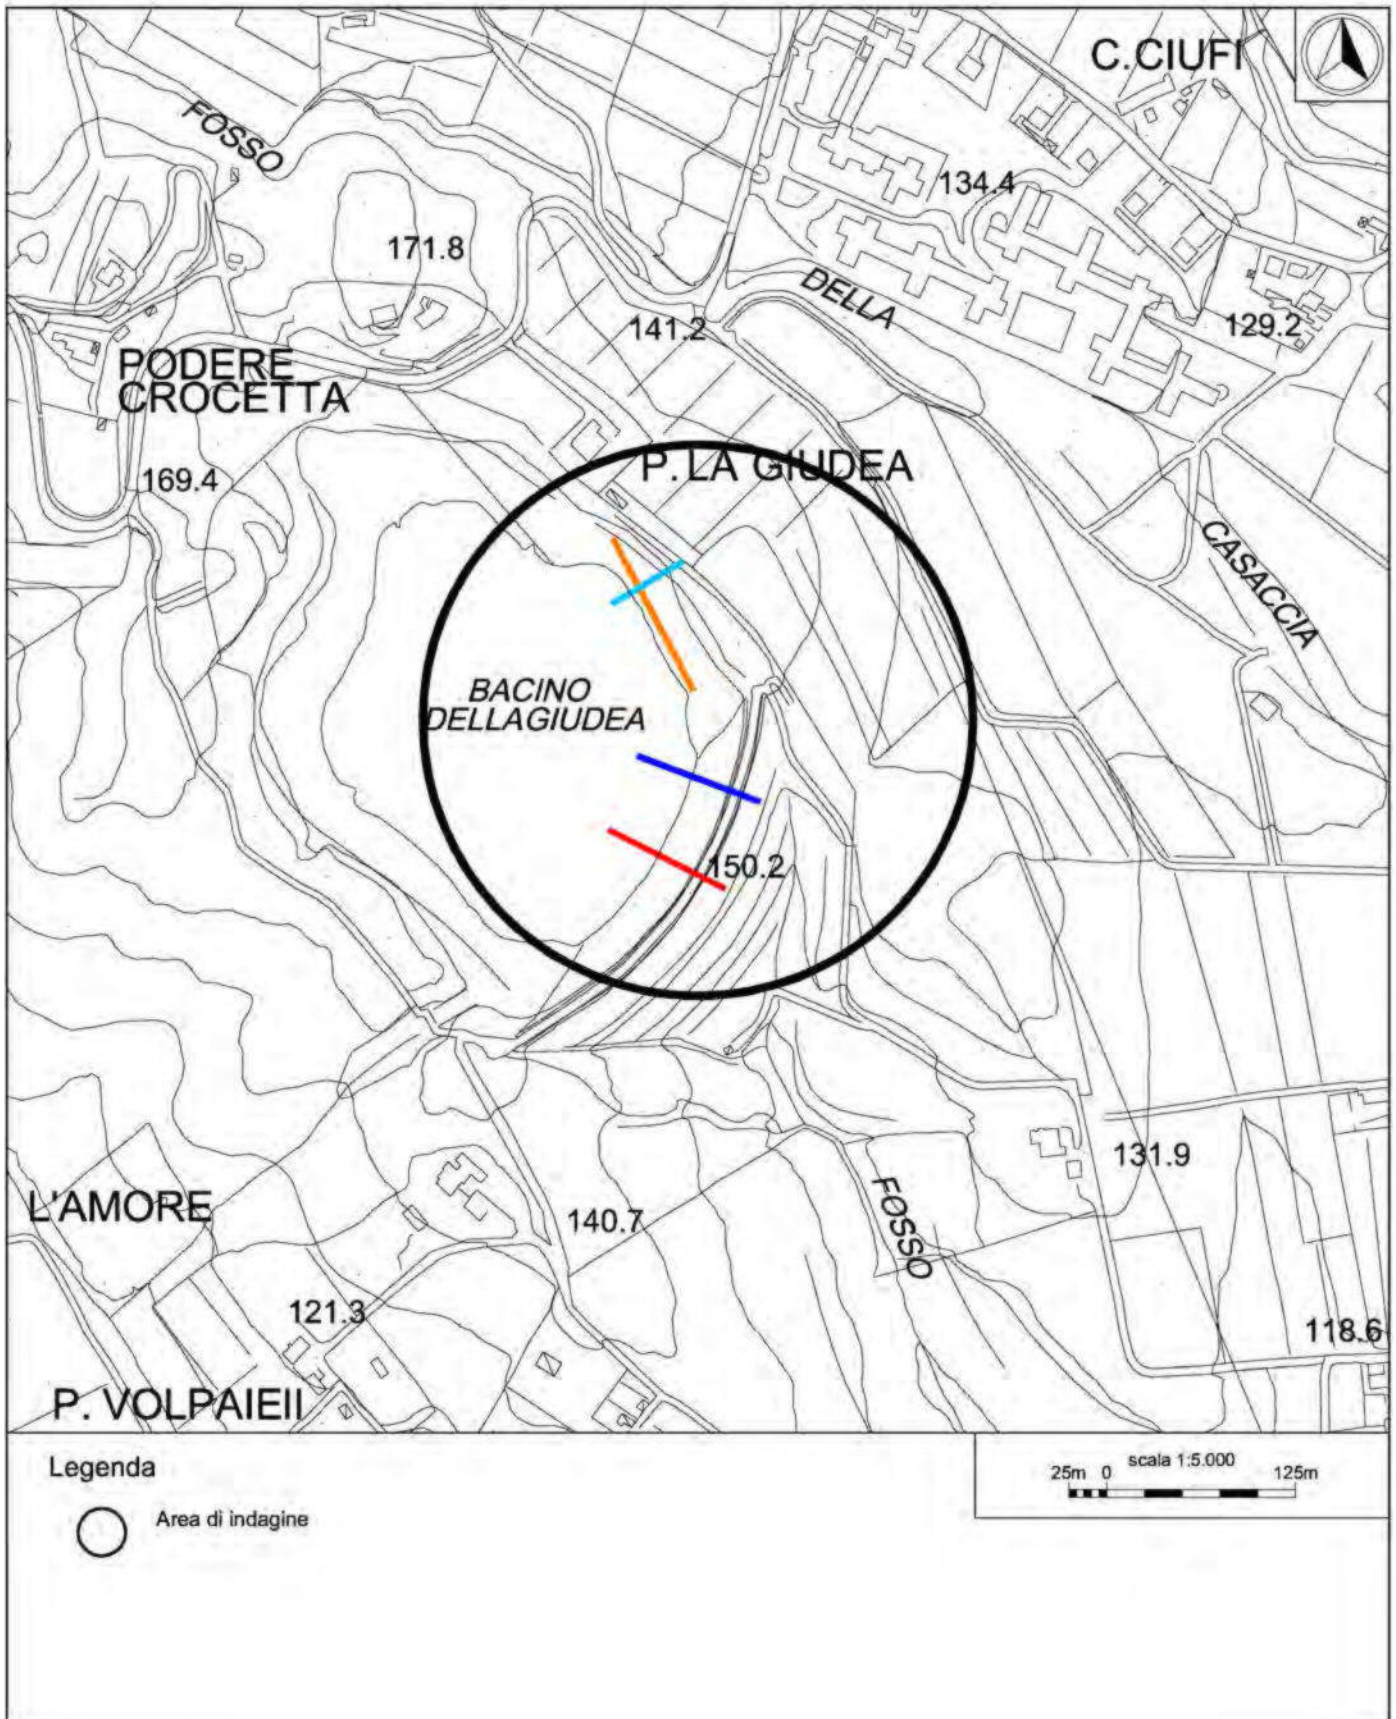 C.CIUFI
FOSSO
134.4
171.8
DELLA
141.2
129.2
PODERE
CROCETTA
P. LA GIUDEA
169.4
CASACCIA
BACINO
DELLAGIUDEA
150.2
131.9
L'AMORE
140.7
FOSSO
121.3
118.6
P. VOLPAIEII
Legenda
Area di indagine
scala 1:5.000
25m 0 125m